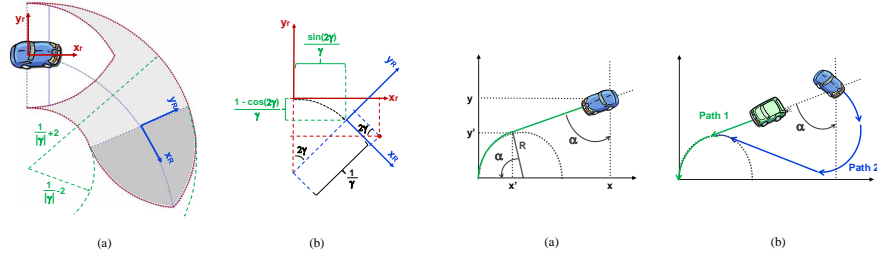 yr
xr
yR
xR
1/|γ|+2
1/|γ|-2
(a)
yr
sin(2γ)/γ
yR
1 - cos(2γ)/γ
xr
2γ
2γ
xR
1/γ
(b)
y
y'
α
R
α
x'
x
(a)
Path 1
α
Path 2
(b)